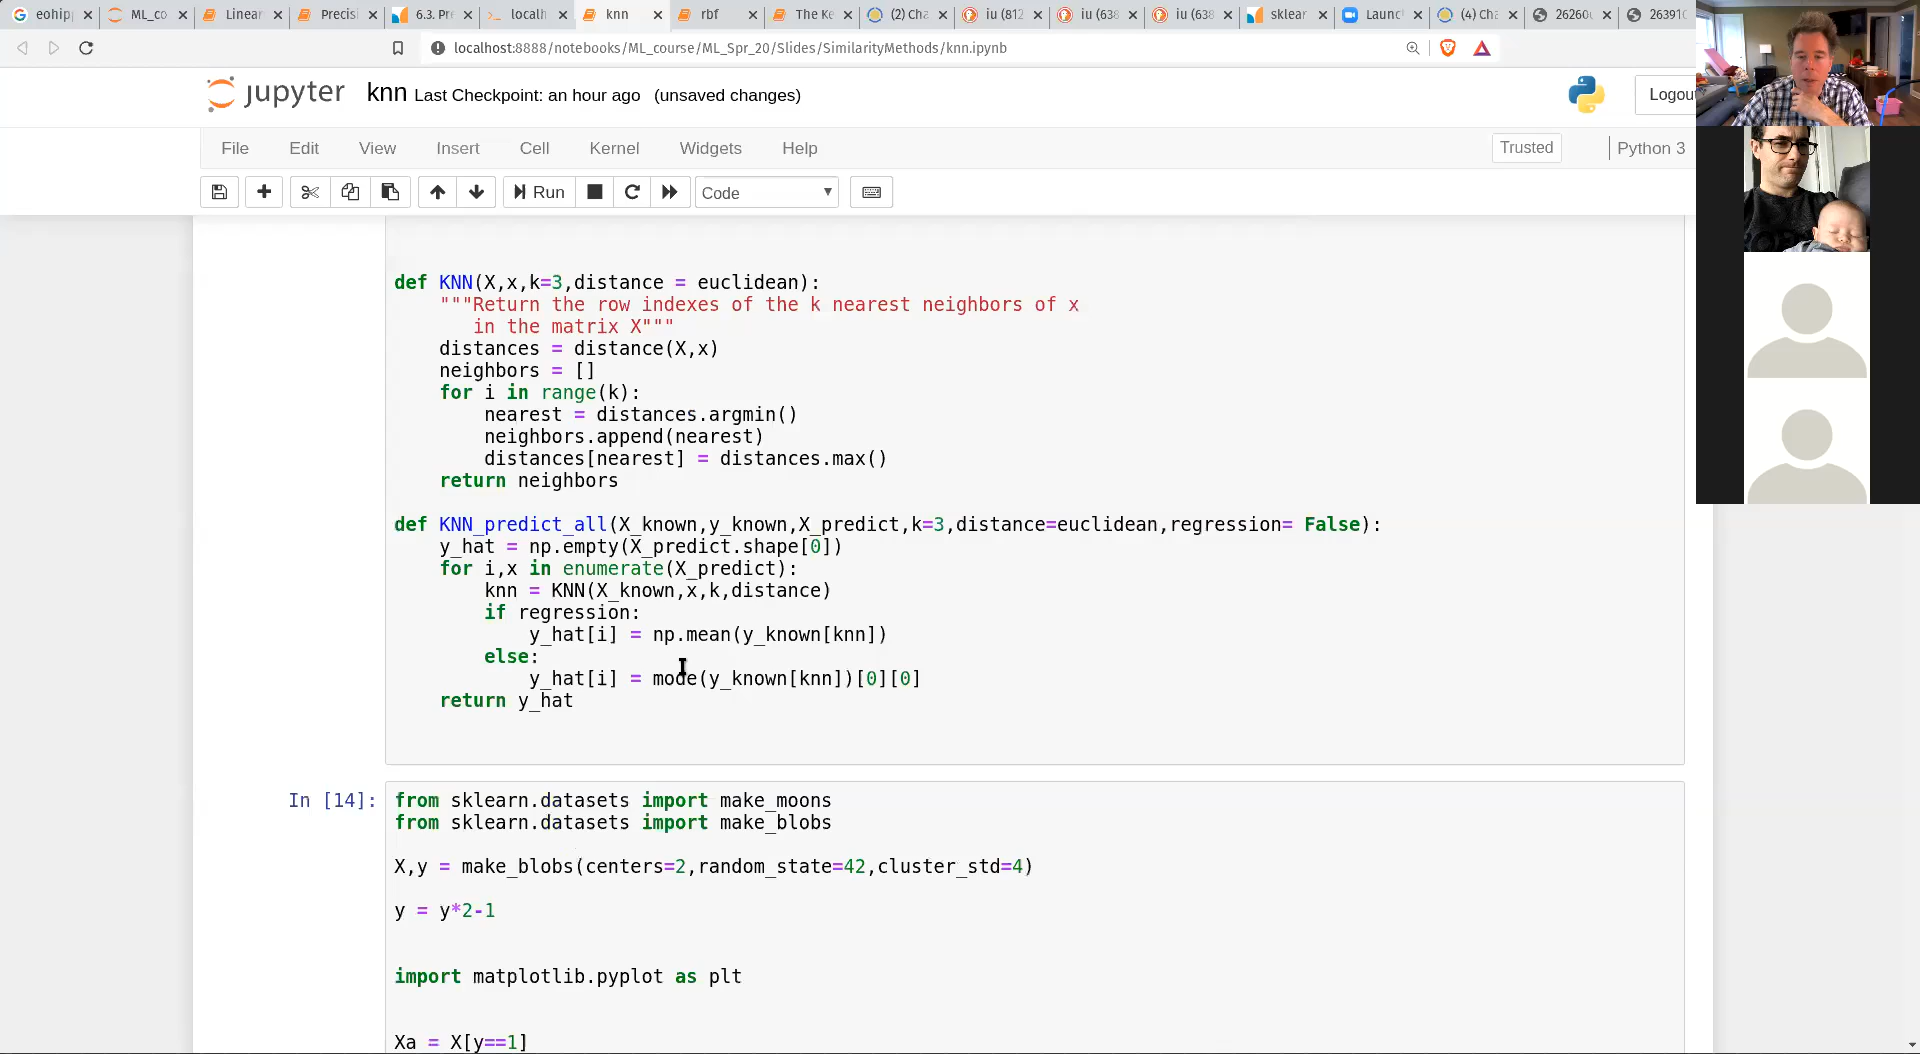 eohipp
ML_co
Linear
Precisi
6.3. Pr
localh
knn
rbf
The Ke
(2) Cha
iu (812
iu (638
iu (638
sklear
Launc
(4) Cha
26260
26391
localhost:8888/notebooks/ML_course/ML_Spr_20/Slides/SimilarityMethods/knn.ipynb
jupyter knn Last Checkpoint: an hour ago (unsaved changes)
Logou
File Edit View Insert Cell Kernel Widgets Help
Trusted
Python 3
Run
Code
def KNN(X,x,k=3,distance = euclidean):
"""Return the row indexes of the k nearest neighbors of x
in the matrix X"""
distances = distance(X,x)
neighbors = []
for i in range(k):
nearest = distances.argmin()
neighbors.append(nearest)
distances[nearest] = distances.max()
return neighbors
def KNN_predict_all(X_known,y_known,X_predict,k=3,distance=euclidean,regression= False):
y_hat = np.empty(X_predict.shape[0])
for i,x in enumerate(X_predict):
knn = KNN(X_known,x,k,distance)
if regression:
y_hat[i] = np.mean(y_known[knn])
else:
y_hat[i] = mode(y_known[knn])[0][0]
return y_hat
In [14]:
from sklearn.datasets import make_moons
from sklearn.datasets import make_blobs
X,y = make_blobs(centers=2,random_state=42,cluster_std=4)
y = y*2-1
import matplotlib.pyplot as plt
Xa = X[y==1]